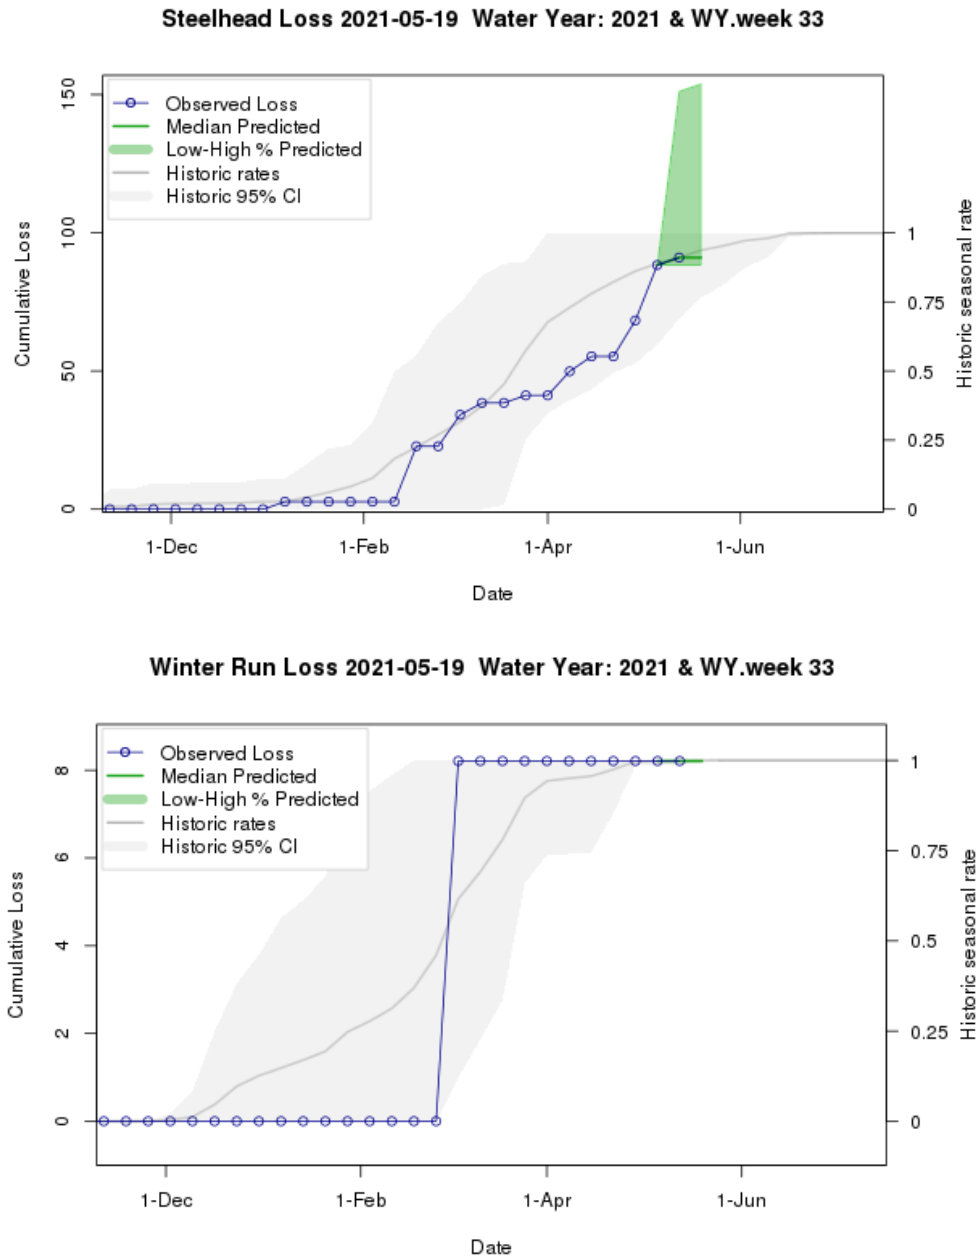 Steelhead Loss 2021-05-19 Water Year: 2021 & WY.week 33
Observed Loss
Median Predicted
Low-High % Predicted
Historic rates
Historic 95% CI
Cumulative Loss
150
100
50
0
Historic seasonal rate
1
0.75
0.5
0.25
0
1-Dec 1-Feb 1-Apr 1-Jun
Date
Winter Run Loss 2021-05-19 Water Year: 2021 & WY.week 33
Observed Loss
Median Predicted
Low-High % Predicted
Historic rates
Historic 95% CI
Cumulative Loss
8
6
4
2
0
Historic seasonal rate
1
0.75
0.5
0.25
0
1-Dec 1-Feb 1-Apr 1-Jun
Date